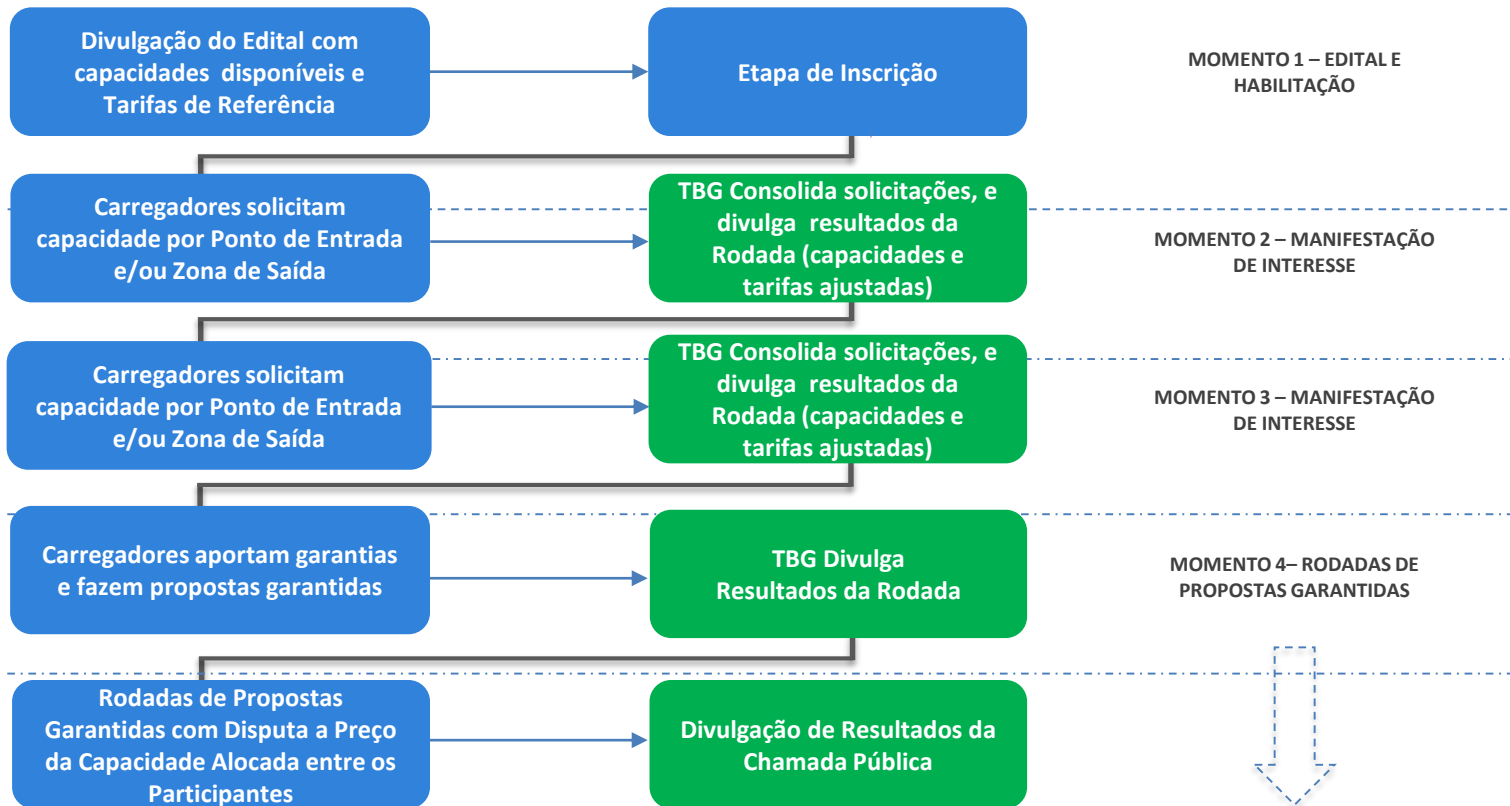 Divulgação do Edital com
capacidades disponíveis e
Tarifas de Referência
Etapa de Inscrição
MOMENTO 1 – EDITAL E
HABILITAÇÃO
Carregadores solicitam
capacidade por Ponto de Entrada
e/ou Zona de Saída
TBG Consolida solicitações, e
divulga resultados da
Rodada (capacidades e
tarifas ajustadas)
MOMENTO 2 – MANIFESTAÇÃO
DE INTERESSE
Carregadores solicitam
capacidade por Ponto de Entrada
e/ou Zona de Saída
TBG Consolida solicitações, e
divulga resultados da
Rodada (capacidades e
tarifas ajustadas)
MOMENTO 3 – MANIFESTAÇÃO
DE INTERESSE
Carregadores aportam garantias
e fazem propostas garantidas
TBG Divulga
Resultados da Rodada
MOMENTO 4– RODADAS DE
PROPOSTAS GARANTIDAS
Rodadas de Propostas
Garantidas com Disputa a Preço
da Capacidade Alocada entre os
Participantes
Divulgação de Resultados da
Chamada Pública